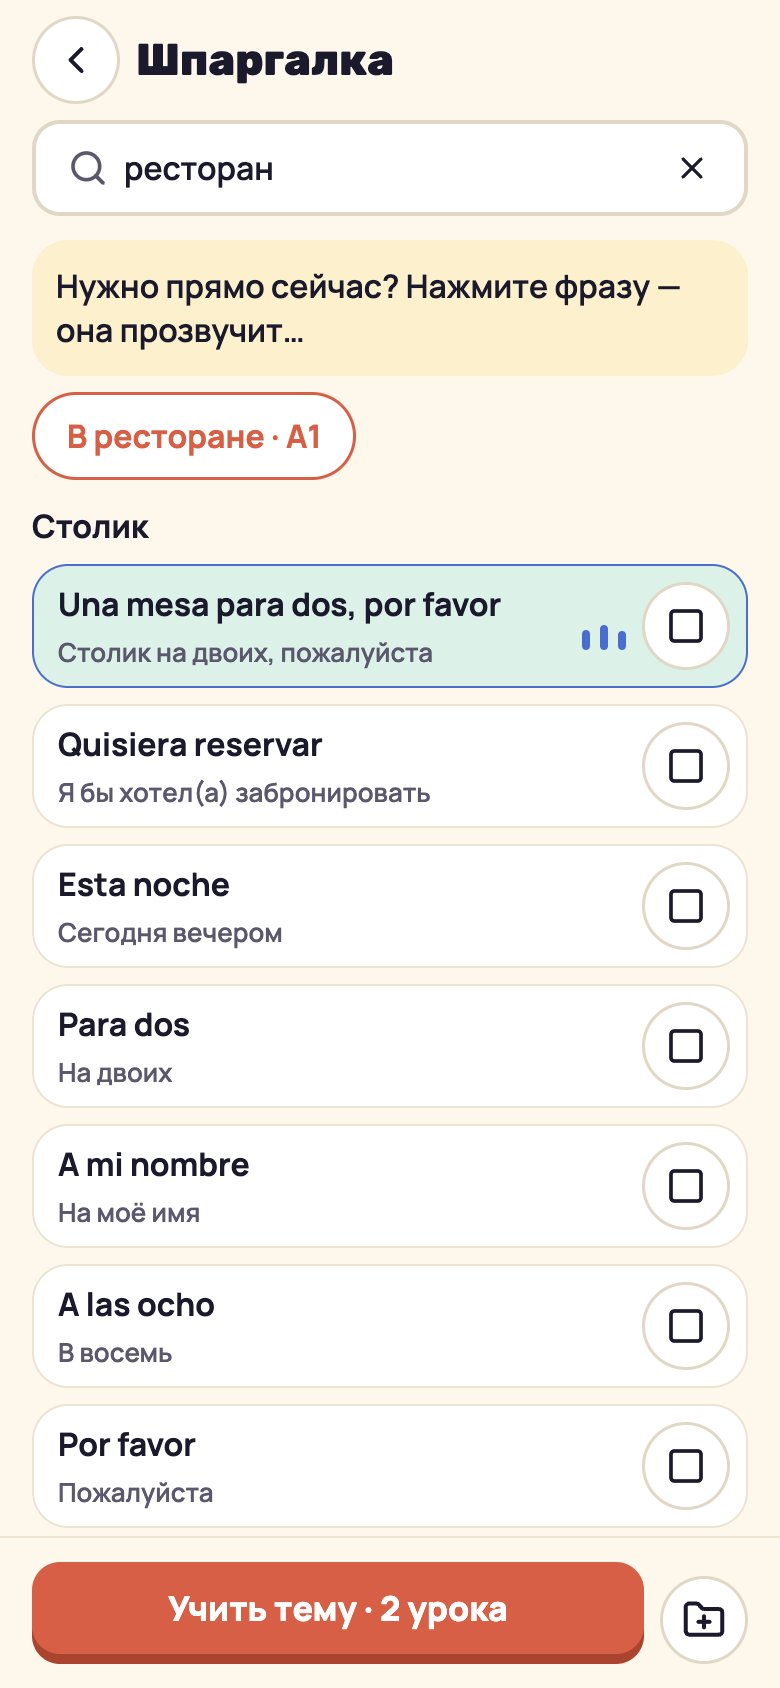 Шпаргалка
ресторан
Нужно прямо сейчас? Нажмите фразу —
она прозвучит...
В ресторане · A1
Столик
Una mesa para dos, por favor
Столик на двоих, пожалуйста
Quisiera reservar
Я бы хотел(а) забронировать
Esta noche
Сегодня вечером
Para dos
На двоих
A mi nombre
На моё имя
A las ocho
В восемь
Por favor
Пожалуйста
Учить тему · 2 урока